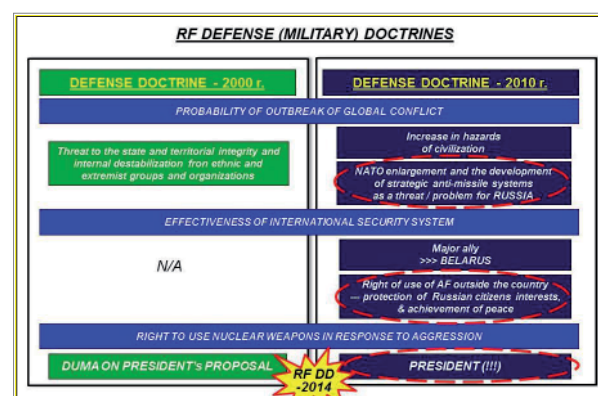 RF DEFENSE (MILITARY) DOCTRINES
DEFENSE DOCTRINE - 2000 r.
DEFENSE DOCTRINE - 2010 r.
PROBABILITY OF OUTBREAK OF GLOBAL CONFLICT
Threat to the state and territorial integrity and
internal destabilization fron ethnic and
extremist groups and organizations
Increase in hazards
of civilization
NATO enlargement and the development
of strategic anti-missile systems
as a threat / problem for RUSSIA
EFFECTIVENESS OF INTERNATIONAL SECURITY SYSTEM
N/A
Major ally
>>> BELARUS
Right of use of AF outside the country
--- protection of Russian citizens interests,
& achievement of peace
RIGHT TO USE NUCLEAR WEAPONS IN RESPONSE TO AGGRESSION
DUMA ON PRESIDENT's PROPOSAL
RF DD
-2014
PRESIDENT (!!!)